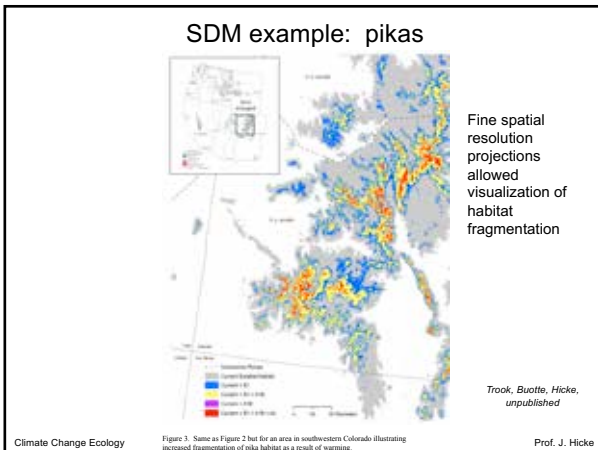 SDM example: pikas
Fine spatial
resolution
projections
allowed
visualization of
habitat
fragmentation
Current + B1
Trook, Buotte, Hicke,
unpublished
Climate Change Ecology
Figure 3. Same as Figure 2 but for an area in southwestern Colorado illustrating
increased fragmentation of pika habitat as a result of warming.
Prof. J. Hicke